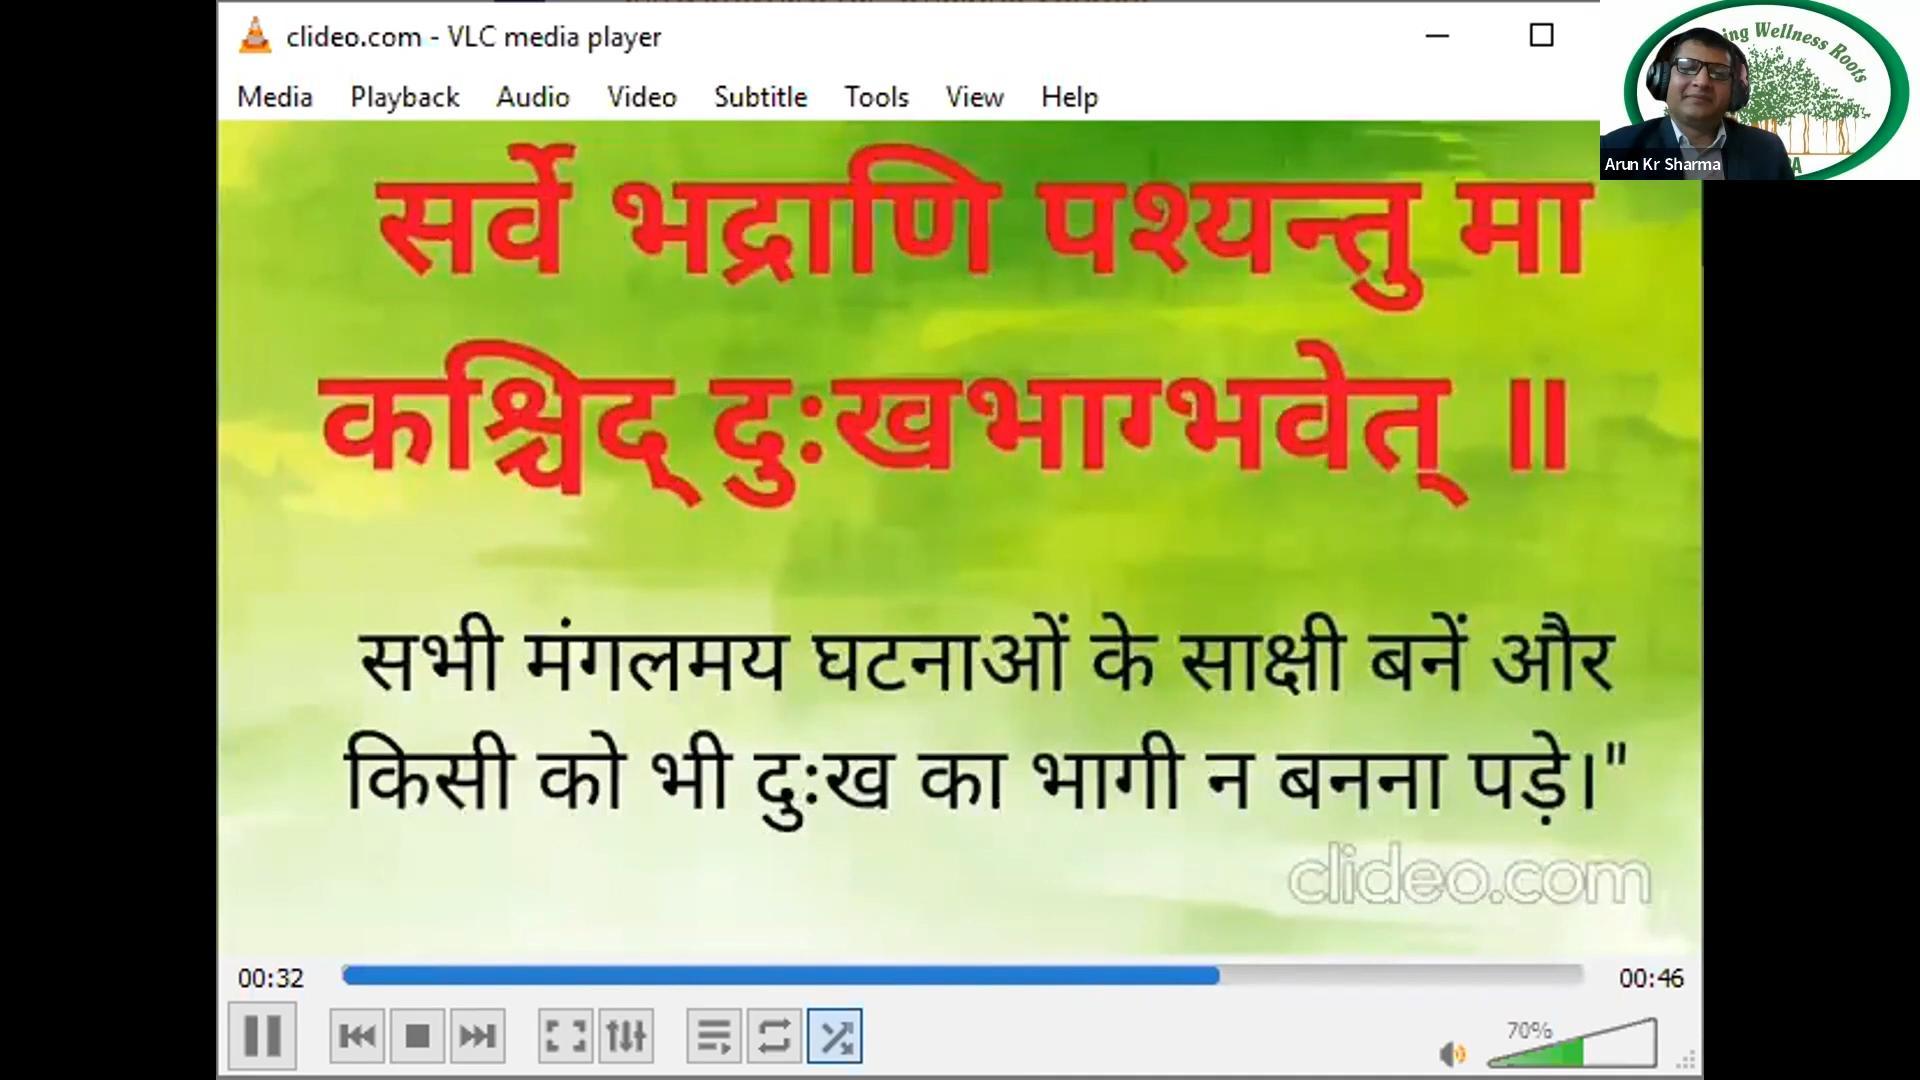 clideo.com - VLC media player
Media Playback Audio Video Subtitle Tools View Help
सर्वे भद्राणि पश्यन्तु मा
कश्चिद् दुःखभाग्भवेत् ॥
सभी मंगलमय घटनाओं के साक्षी बनें और
किसी को भी दुःख का भागी न बनना पड़े।"
clideo.com
00:32
00:46
70%
ing Wellness Roots
Arun Kr Sharma